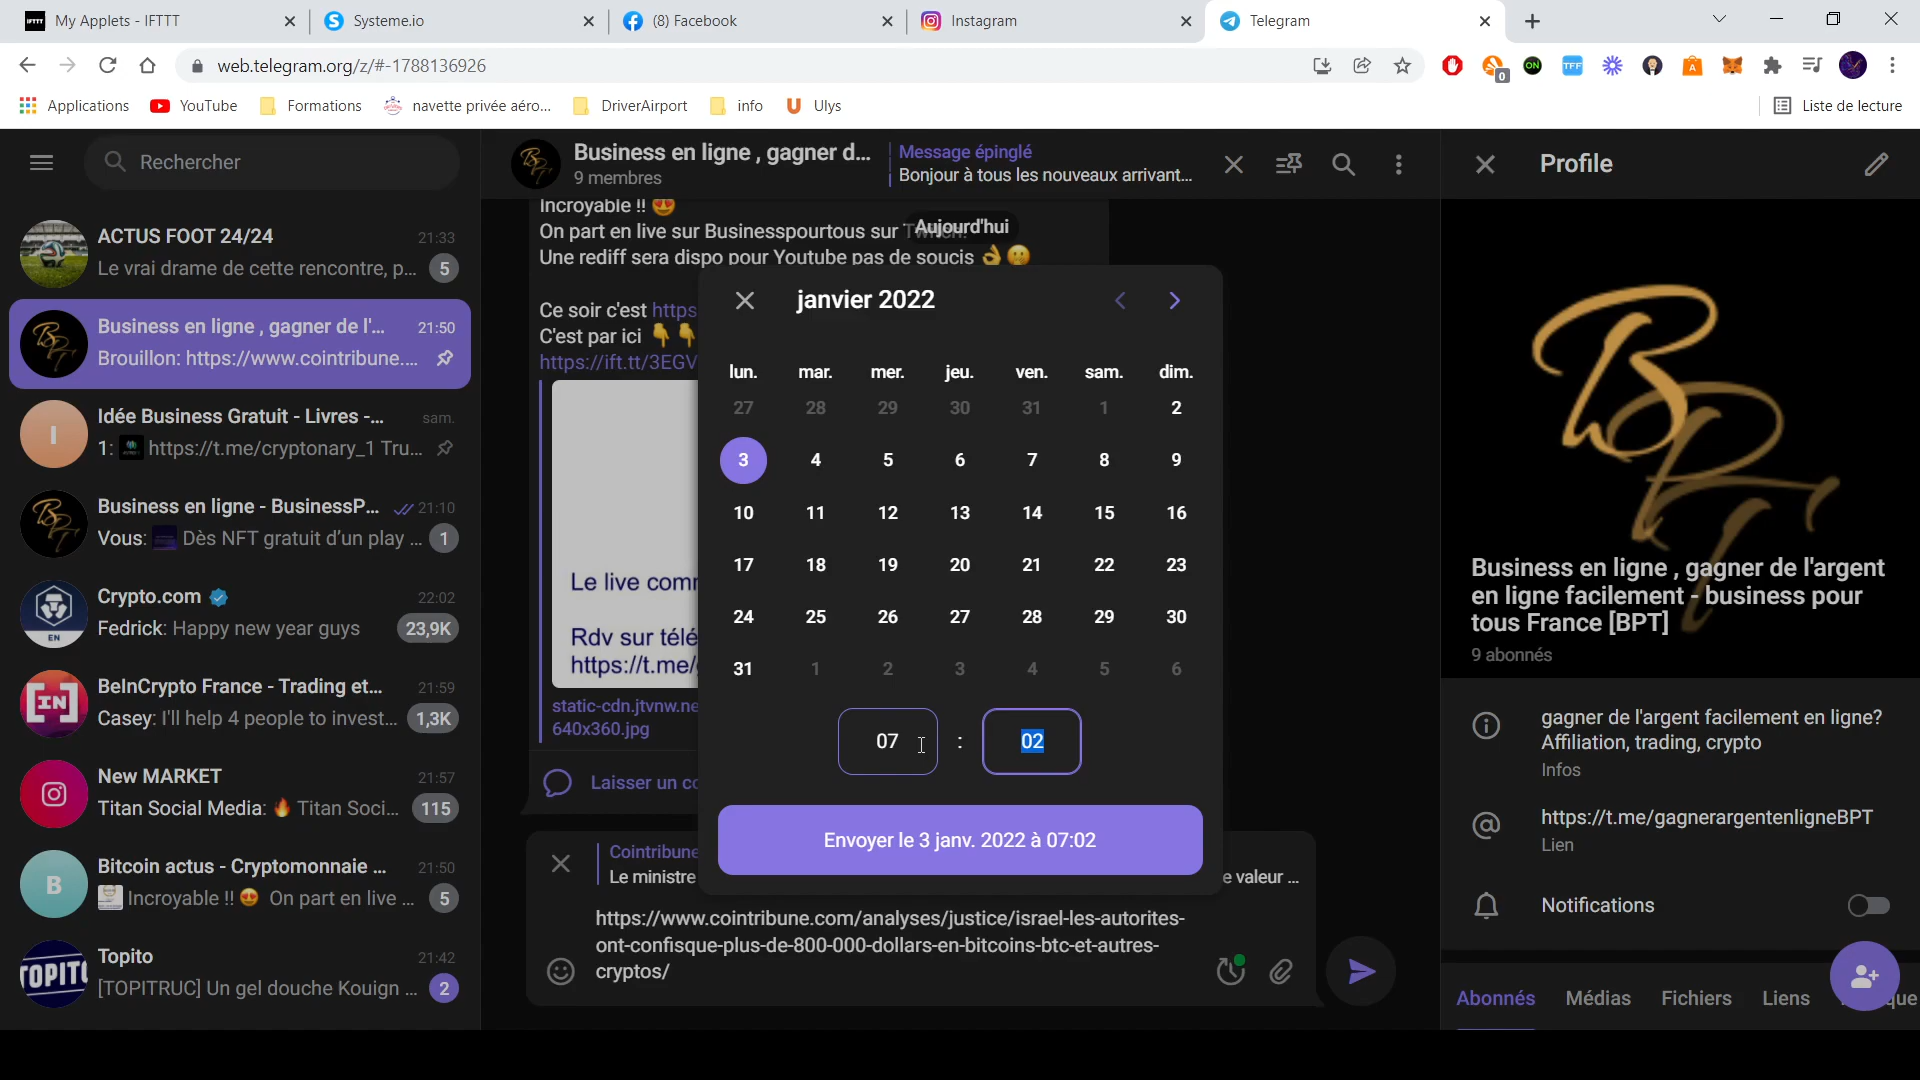 My Applets - IFTTT
Systeme.io
(8) Facebook
Instagram
Telegram
web.telegram.org/z/#-1788136926
Applications
YouTube
Formations
navette privée aéro...
DriverAirport
info
Ulys
Liste de lecture
Rechercher
ACTUS FOOT 24/24
21:33
Le vrai drame de cette rencontre, p...
5
Business en ligne , gagner de l'...
21:50
Brouillon: https://www.cointribune....
Idée Business Gratuit - Livres -...
sam.
1: https://t.me/cryptonary_1 Tru...
Business en ligne - BusinessP...
21:10
Vous: Dès NFT gratuit d'un play ...
1
Crypto.com
22:02
Fedrick: Happy new year guys
23,9K
BeInCrypto France - Trading et...
21:59
Casey: I'll help 4 people to invest...
1,3K
New MARKET
21:57
Titan Social Media: 🔥 Titan Soci...
115
Bitcoin actus - Cryptomonnaie ...
21:50
Incroyable !! 😍 On part en live ...
5
Topito
21:42
[TOPITRUC] Un gel douche Kouign ...
2
Business en ligne , gagner d...
9 membres
Message épinglé
Bonjour à tous les nouveaux arrivant...
Incroyable !! 😍
On part en live sur Businesspourtous sur
Aujourd'hui
Une rediff sera dispo pour Youtube pas de soucis 👌🤫
Ce soir c'est https
C'est par ici 👇👇
https://ift.tt/3EGV
Le live com
Rdv sur télé
https://t.me/
static-cdn.jtvnw.ne
640x360.jpg
Laisser un co
janvier 2022
lun. mar. mer. jeu. ven. sam. dim.
27 28 29 30 31 1 2
3 4 5 6 7 8 9
10 11 12 13 14 15 16
17 18 19 20 21 22 23
24 25 26 27 28 29 30
31 1 2 3 4 5 6
07 : 02
Envoyer le 3 janv. 2022 à 07:02
Cointribune
Le ministre
e valeur ...
https://www.cointribune.com/analyses/justice/israel-les-autorites-
ont-confisque-plus-de-800-000-dollars-en-bitcoins-btc-et-autres-
cryptos/
Profile
Business en ligne , gagner de l'argent
en ligne facilement - business pour
tous France [BPT]
9 abonnés
gagner de l'argent facilement en ligne?
Affiliation, trading, crypto
Infos
https://t.me/gagnerargentenligneBPT
Lien
Notifications
Abonnés
Médias
Fichiers
Liens